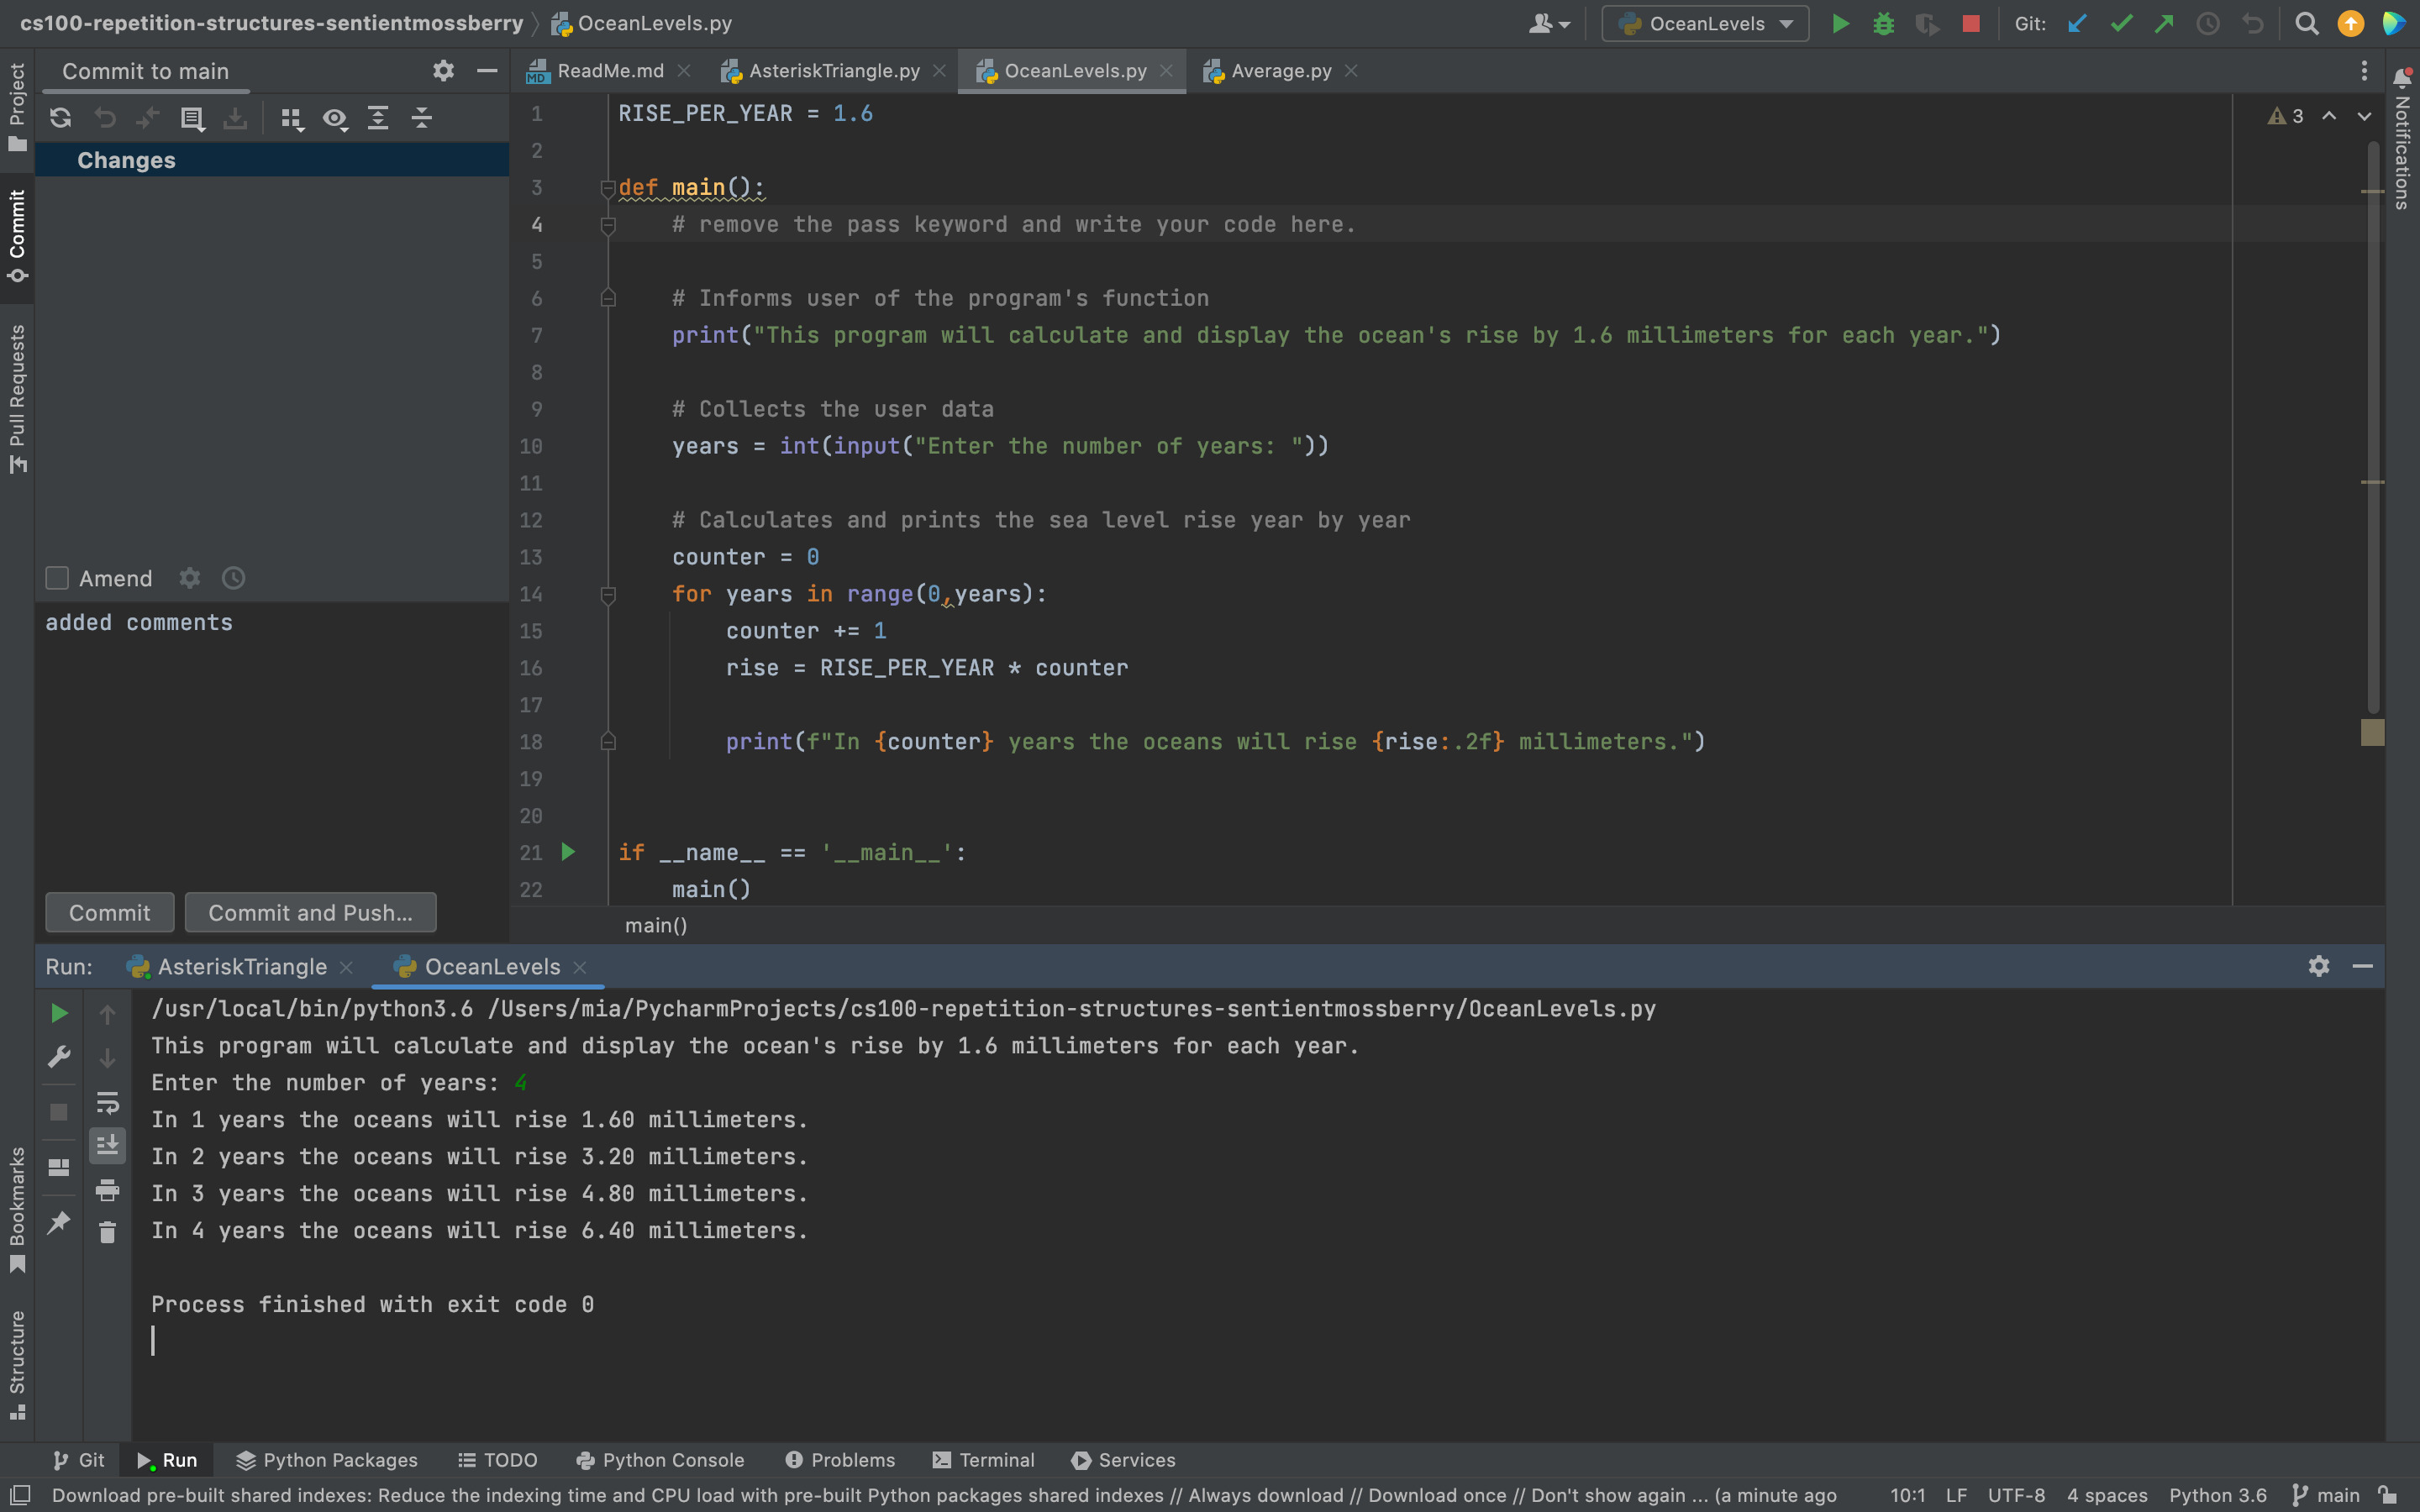 cs100-repetition-structures-sentientmossberry OceanLevels.py OceanLevels Git:
Project
Commit
Pull Requests
Bookmarks
Structure
Commit to main
Changes
Amend
added comments
Commit Commit and Push...
MD ReadMe.md AsteriskTriangle.py OceanLevels.py Average.py
3
Notifications
1 RISE_PER_YEAR = 1.6
2
3 def main():
4 # remove the pass keyword and write your code here.
5
6 # Informs user of the program's function
7 print("This program will calculate and display the ocean's rise by 1.6 millimeters for each year.")
8
9 # Collects the user data
10 years = int(input("Enter the number of years: "))
11
12 # Calculates and prints the sea level rise year by year
13 counter = 0
14 for years in range(0,years):
15 counter += 1
16 rise = RISE_PER_YEAR * counter
17
18 print(f"In {counter} years the oceans will rise {rise:.2f} millimeters.")
19
20
21 if __name__ == '__main__':
22 main()
main()
Run: AsteriskTriangle OceanLevels
/usr/local/bin/python3.6 /Users/mia/PycharmProjects/cs100-repetition-structures-sentientmossberry/OceanLevels.py
This program will calculate and display the ocean's rise by 1.6 millimeters for each year.
Enter the number of years: 4
In 1 years the oceans will rise 1.60 millimeters.
In 2 years the oceans will rise 3.20 millimeters.
In 3 years the oceans will rise 4.80 millimeters.
In 4 years the oceans will rise 6.40 millimeters.
Process finished with exit code 0
Git Run Python Packages TODO Python Console Problems Terminal Services
Download pre-built shared indexes: Reduce the indexing time and CPU load with pre-built Python packages shared indexes // Always download // Download once // Don't show again ... (a minute ago 10:1 LF UTF-8 4 spaces Python 3.6 main